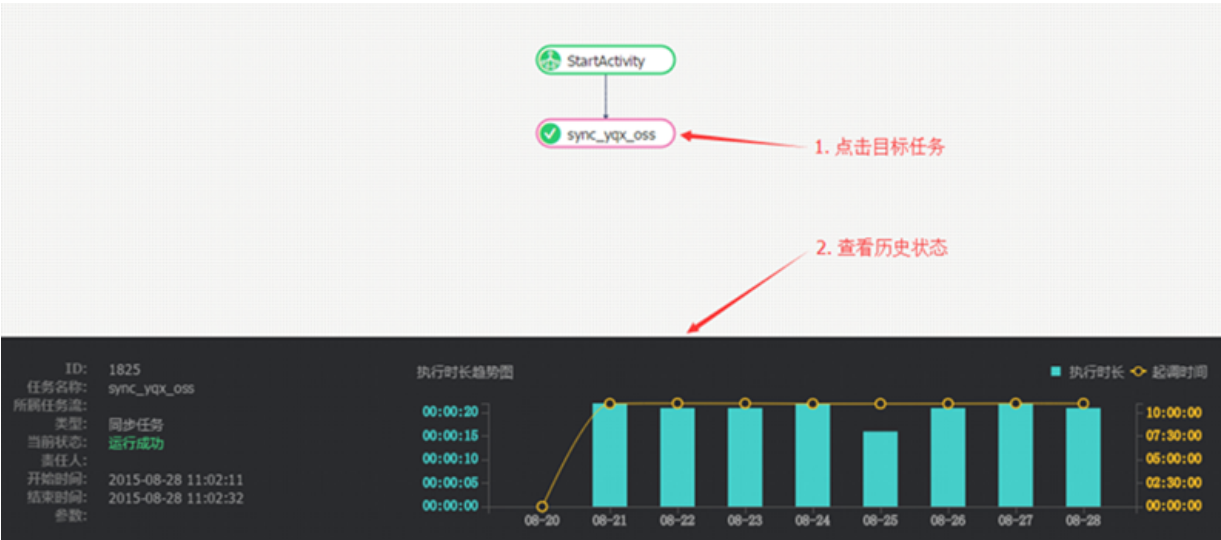 StartActivity
sync_yqx_oss
1. 点击目标任务
2. 查看历史状态
ID: 1825
任务名称: sync_yqx_oss
所属任务流:
类型: 同步任务
当前状态: 运行成功
责任人:
开始时间: 2015-08-28 11:02:11
结束时间: 2015-08-28 11:02:32
参数:
执行时长趋势图
执行时长 起调时间
00:00:20 10:00:00
00:00:15 07:30:00
00:00:10 05:00:00
00:00:05 02:30:00
00:00:00 00:00:00
08-20 08-21 08-22 08-23 08-24 08-25 08-26 08-27 08-28